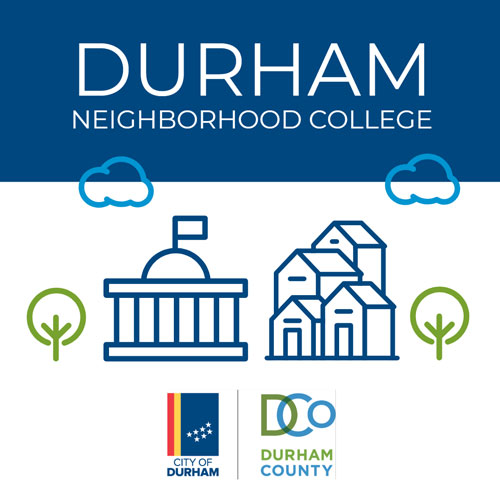 DURHAM
NEIGHBORHOOD COLLEGE
CITY OF
DURHAM
DCo
DURHAM
COUNTY